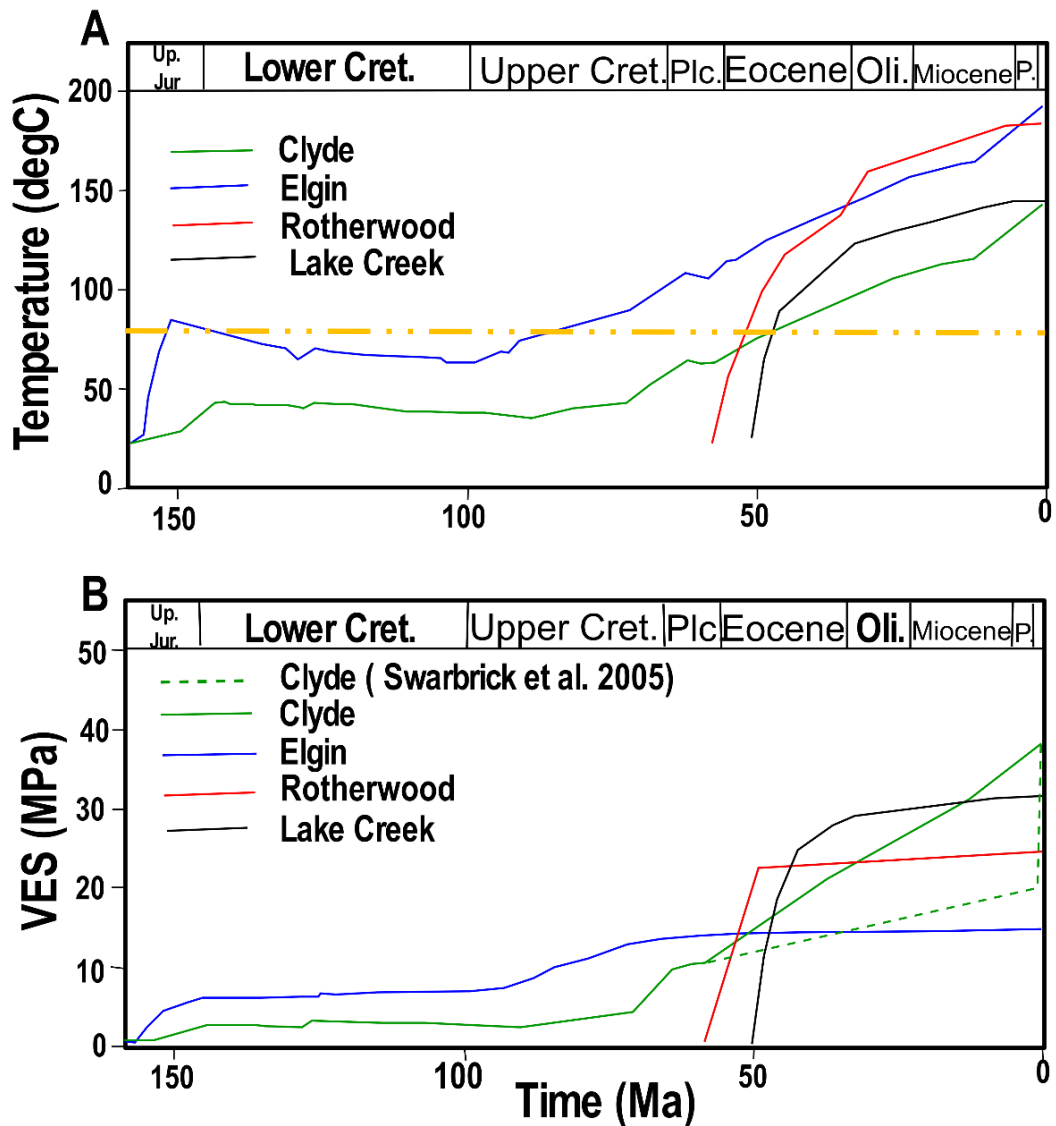 A
Up.
Jur
Lower Cret.
Upper Cret.
Plc.
Eocene
Oli.
Miocene
P.
200
150
100
50
0
Temperature (degC)
Clyde
Elgin
Rotherwood
Lake Creek
150
100
50
0
B
Up.
Jur.
Lower Cret.
Upper Cret.
Plc
Eocene
Oli.
Miocene
P.
50
40
30
20
10
0
VES (MPa)
Clyde ( Swarbrick et al. 2005)
Clyde
Elgin
Rotherwood
Lake Creek
150
100
50
0
Time (Ma)